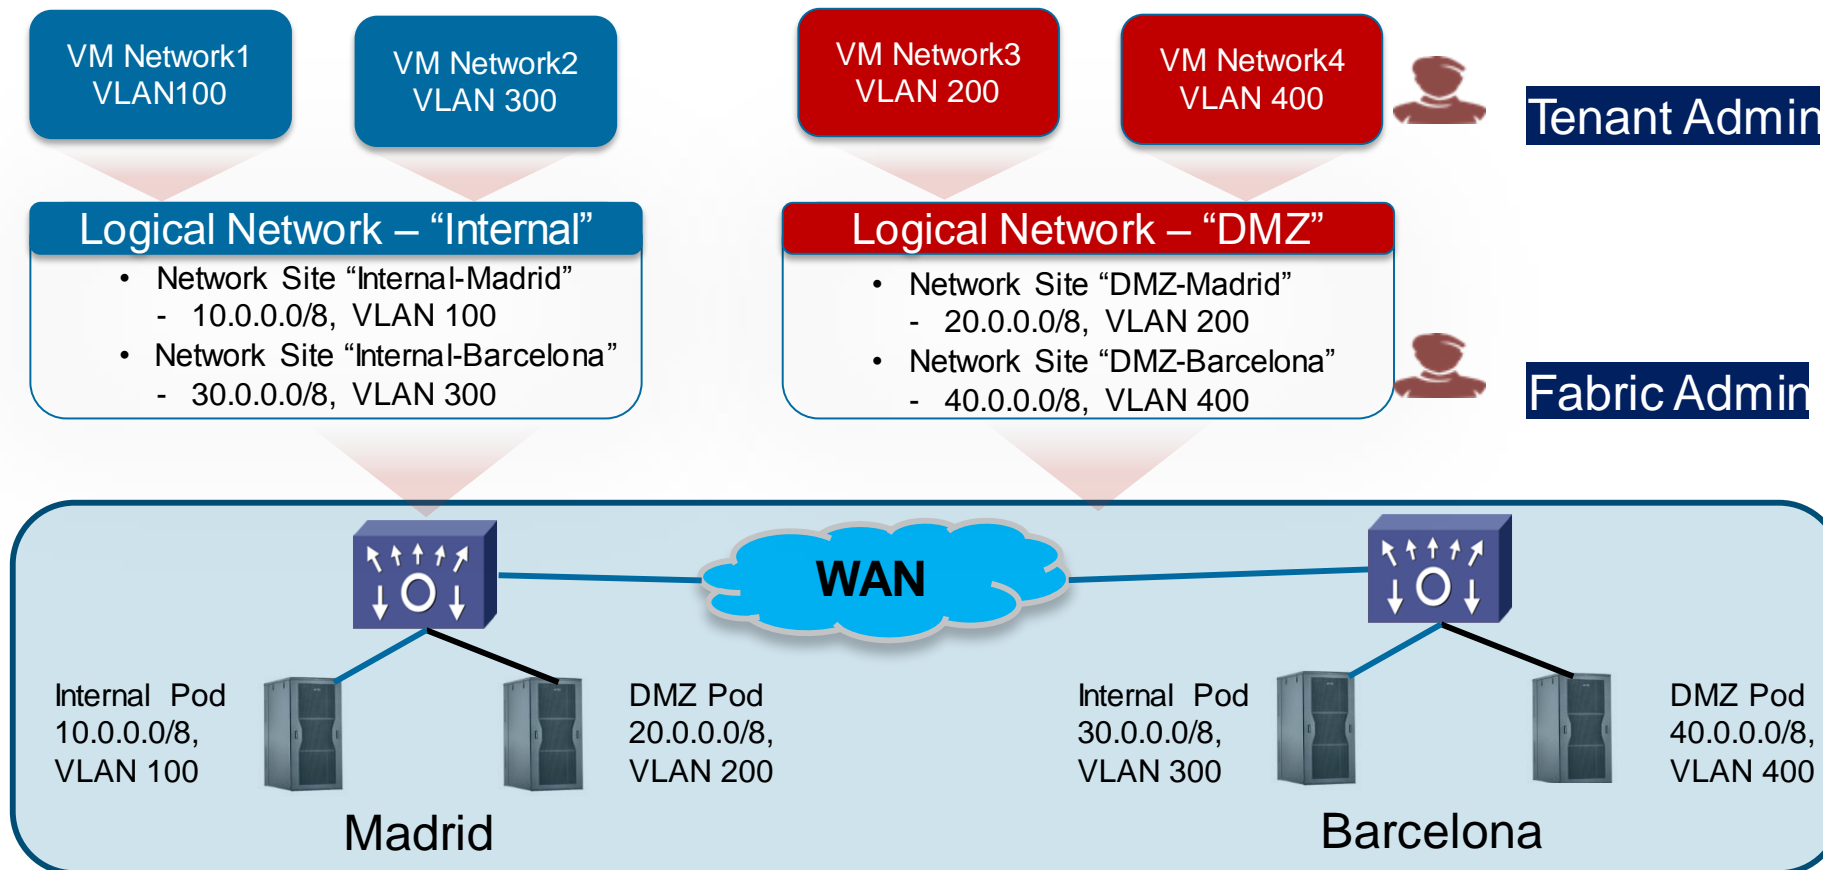 VM Network1
VLAN100
VM Network2
VLAN 300
VM Network3
VLAN 200
VM Network4
VLAN 400
Tenant Admin
Logical Network – “Internal”
• Network Site “Internal-Madrid”
- 10.0.0.0/8, VLAN 100
• Network Site “Internal-Barcelona”
- 30.0.0.0/8, VLAN 300
Logical Network – “DMZ”
• Network Site “DMZ-Madrid”
- 20.0.0.0/8, VLAN 200
• Network Site “DMZ-Barcelona”
- 40.0.0.0/8, VLAN 400
Fabric Admin
WAN
Internal Pod
10.0.0.0/8,
VLAN 100
DMZ Pod
20.0.0.0/8,
VLAN 200
Internal Pod
30.0.0.0/8,
VLAN 300
DMZ Pod
40.0.0.0/8,
VLAN 400
Madrid
Barcelona